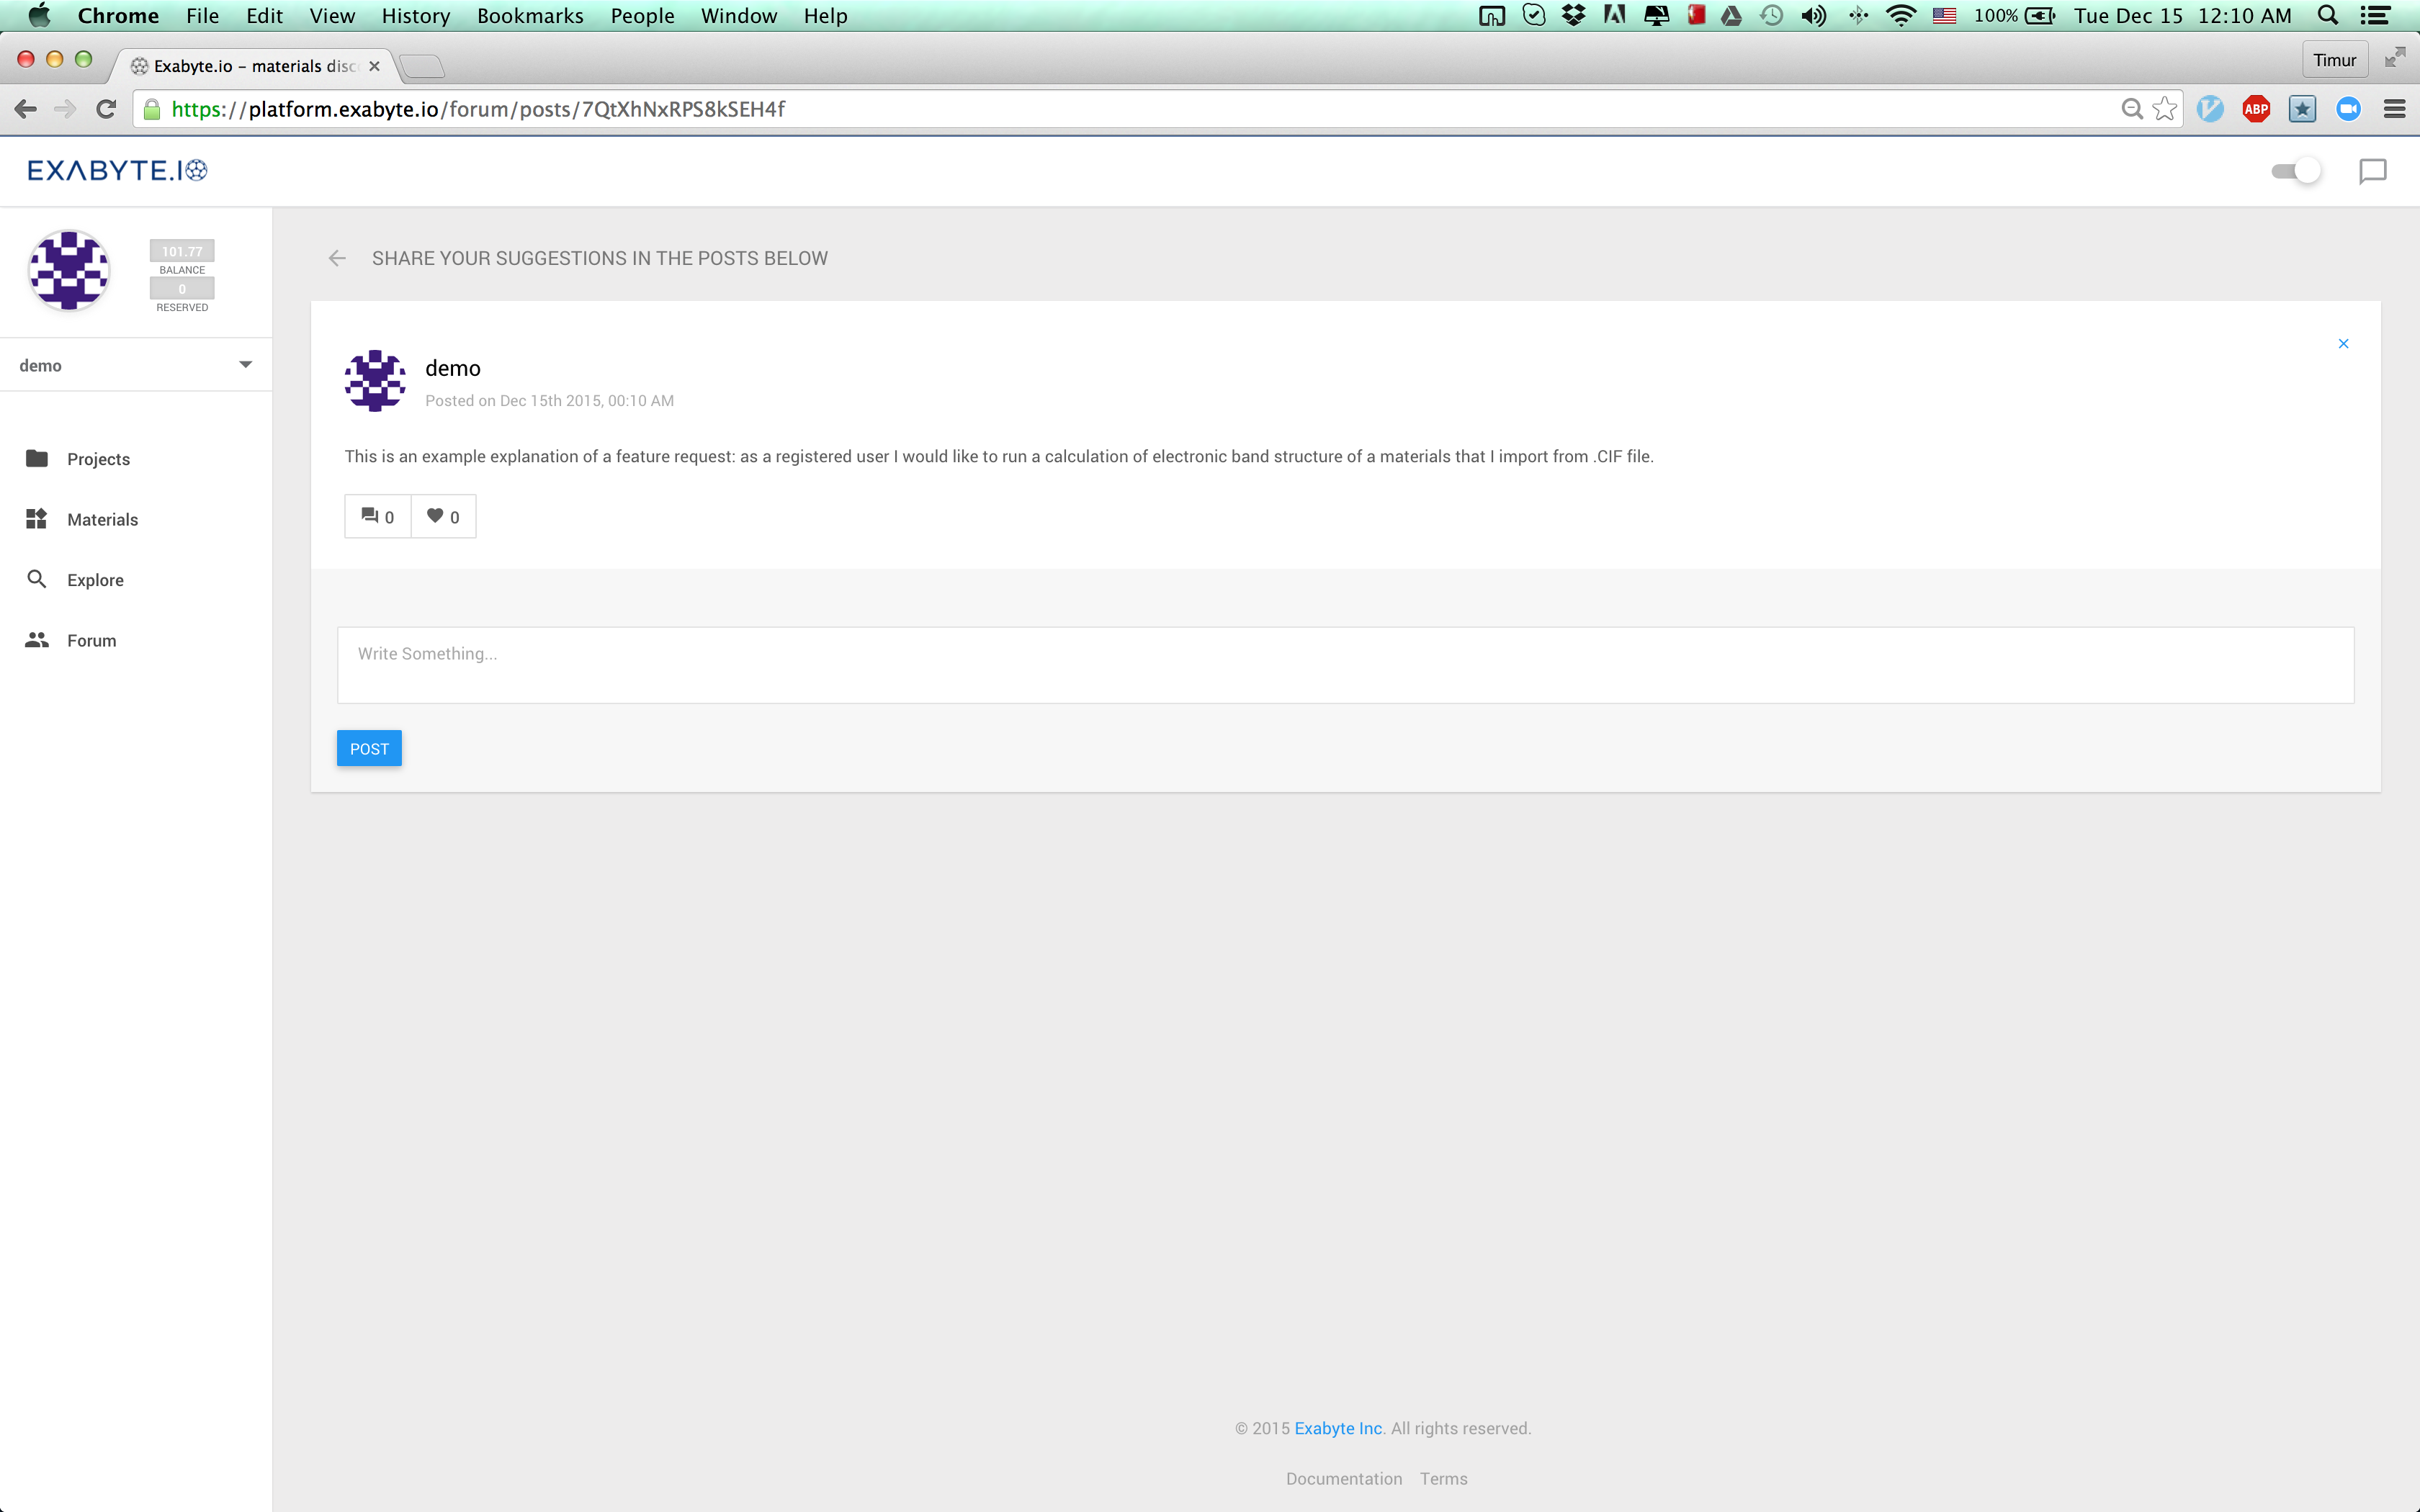 Chrome File Edit View History Bookmarks People Window Help 100% Tue Dec 15 12:10 AM
Exabyte.io – materials disc Timur
https://platform.exabyte.io/forum/posts/7QtXhNxRPS8kSEH4f ABP
EXABYTE.IO
101.77
BALANCE
0
RESERVED
demo
Projects
Materials
Explore
Forum
SHARE YOUR SUGGESTIONS IN THE POSTS BELOW
demo
Posted on Dec 15th 2015, 00:10 AM
This is an example explanation of a feature request: as a registered user I would like to run a calculation of electronic band structure of a materials that I import from .CIF file.
0 0
Write Something...
POST
© 2015 Exabyte Inc. All rights reserved.
Documentation Terms